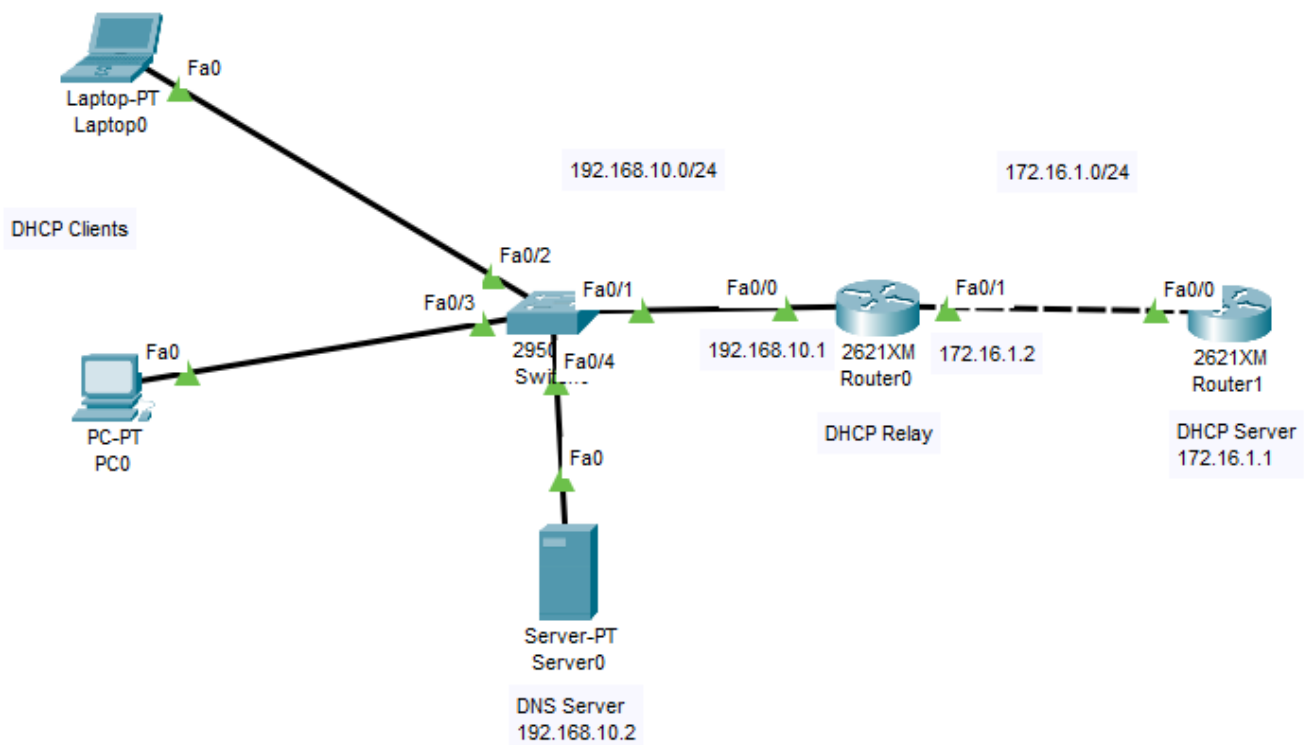 Fa0
Laptop-PT
Laptop0
192.168.10.0/24
172.16.1.0/24
DHCP Clients
Fa0/2
Fa0/3
Fa0/1
Fa0/0
Fa0/1
Fa0/0
Fa0
192.168.10.1
2621XM
Router0
172.16.1.2
2621XM
Router1
Fa0/4
PC-PT
PC0
DHCP Relay
DHCP Server
172.16.1.1
Fa0
Server-PT
Server0
DNS Server
192.168.10.2